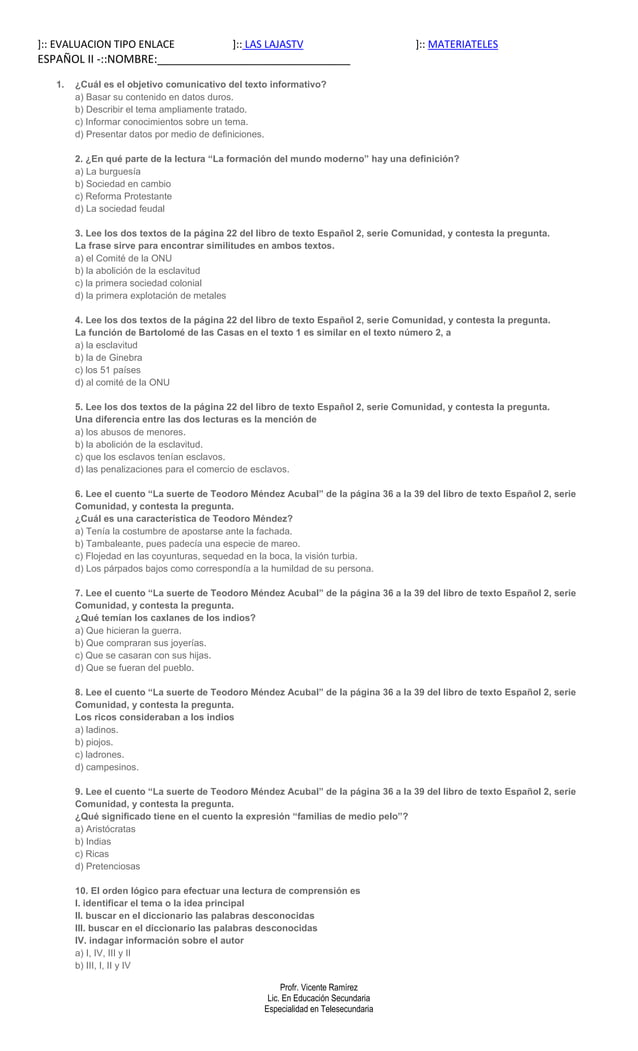 ]:: EVALUACION TIPO ENLACE ]:: LAS LAJASTV ]:: MATERIATELES
ESPAÑOL II -::NOMBRE:________________________________
1. ¿Cuál es el objetivo comunicativo del texto informativo?
a) Basar su contenido en datos duros.
b) Describir el tema ampliamente tratado.
c) Informar conocimientos sobre un tema.
d) Presentar datos por medio de definiciones.
2. ¿En qué parte de la lectura “La formación del mundo moderno” hay una definición?
a) La burguesía
b) Sociedad en cambio
c) Reforma Protestante
d) La sociedad feudal
3. Lee los dos textos de la página 22 del libro de texto Español 2, serie Comunidad, y contesta la pregunta.
La frase sirve para encontrar similitudes en ambos textos.
a) el Comité de la ONU
b) la abolición de la esclavitud
c) la primera sociedad colonial
d) la primera explotación de metales
4. Lee los dos textos de la página 22 del libro de texto Español 2, serie Comunidad, y contesta la pregunta.
La función de Bartolomé de las Casas en el texto 1 es similar en el texto número 2, a
a) la esclavitud
b) la de Ginebra
c) los 51 países
d) al comité de la ONU
5. Lee los dos textos de la página 22 del libro de texto Español 2, serie Comunidad, y contesta la pregunta.
Una diferencia entre las dos lecturas es la mención de
a) los abusos de menores.
b) la abolición de la esclavitud.
c) que los esclavos tenían esclavos.
d) las penalizaciones para el comercio de esclavos.
6. Lee el cuento “La suerte de Teodoro Méndez Acubal” de la página 36 a la 39 del libro de texto Español 2, serie
Comunidad, y contesta la pregunta.
¿Cuál es una característica de Teodoro Méndez?
a) Tenía la costumbre de apostarse ante la fachada.
b) Tambaleante, pues padecía una especie de mareo.
c) Flojedad en las coyunturas, sequedad en la boca, la visión turbia.
d) Los párpados bajos como correspondía a la humildad de su persona.
7. Lee el cuento “La suerte de Teodoro Méndez Acubal” de la página 36 a la 39 del libro de texto Español 2, serie
Comunidad, y contesta la pregunta.
¿Qué temían los caxlanes de los indios?
a) Que hicieran la guerra.
b) Que compraran sus joyerías.
c) Que se casaran con sus hijas.
d) Que se fueran del pueblo.
8. Lee el cuento “La suerte de Teodoro Méndez Acubal” de la página 36 a la 39 del libro de texto Español 2, serie
Comunidad, y contesta la pregunta.
Los ricos consideraban a los indios
a) ladinos.
b) piojos.
c) ladrones.
d) campesinos.
9. Lee el cuento “La suerte de Teodoro Méndez Acubal” de la página 36 a la 39 del libro de texto Español 2, serie
Comunidad, y contesta la pregunta.
¿Qué significado tiene en el cuento la expresión “familias de medio pelo”?
a) Aristócratas
b) Indias
c) Ricas
d) Pretenciosas
10. El orden lógico para efectuar una lectura de comprensión es
I. identificar el tema o la idea principal
II. buscar en el diccionario las palabras desconocidas
III. buscar en el diccionario las palabras desconocidas
IV. indagar información sobre el autor
a) I, IV, III y II
b) III, I, II y IV
Profr. Vicente Ramírez
Lic. En Educación Secundaria
Especialidad en Telesecundaria